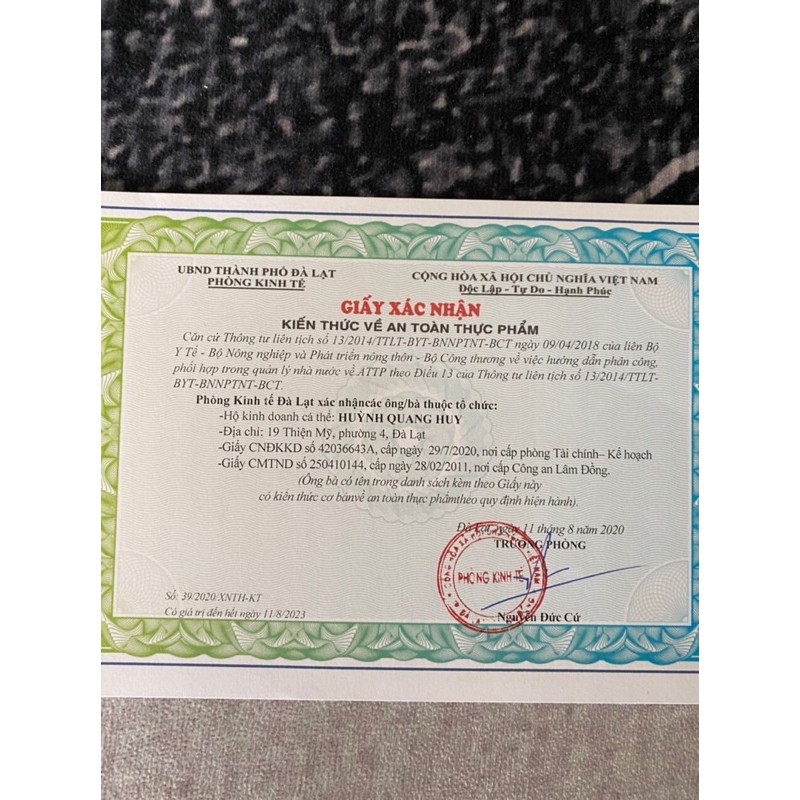 UBND THÀNH PHỐ ĐÀ LẠT
PHÒNG KINH TẾ
CỘNG HÒA XÃ HỘI CHỦ NGHĨA VIỆT NAM
Độc Lập - Tự Do - Hạnh Phúc
GIẤY XÁC NHẬN
KIẾN THỨC VỀ AN TOÀN THỰC PHẨM
Căn cứ Thông tư liên tịch số 13/2014/TTLT-BYT-BNNPTNT-BCT ngày 09/04/2018 của liên Bộ
Y Tế - Bộ Nông nghiệp và Phát triển nông thôn - Bộ Công thương về việc hướng dẫn phân công,
phối hợp trong quản lý nhà nước về ATTP theo Điều 13 của Thông tư liên tịch số 13/2014/TTLT-
BYT-BNNPTNT-BCT.
Phòng Kinh tế Đà Lạt xác nhậncác ông/bà thuộc tổ chức:
-Hộ kinh doanh cá thể: HUỲNH QUANG HUY
-Địa chỉ: 19 Thiện Mỹ, phường 4, Đà Lạt
-Giấy CNĐKKD số 42036643A, cấp ngày 29/7/2020, nơi cấp phòng Tài chính– Kế hoạch
-Giấy CMTND số 250410144, cấp ngày 28/02/2011, nơi cấp Công an Lâm Đồng.
(Ông bà có tên trong danh sách kèm theo Giấy này
có kiến thức cơ bảnvề an toàn thực phẩmtheo quy định hiện hành).
Đà Lạt, ngày 11 tháng 8 năm 2020
TRƯỞNG PHÒNG
PHÒNG KINH TẾ
Nguyễn Đức Cứ
Số: 39/2020/XNTH-KT
Có giá trị đến hết ngày 11/8/2023